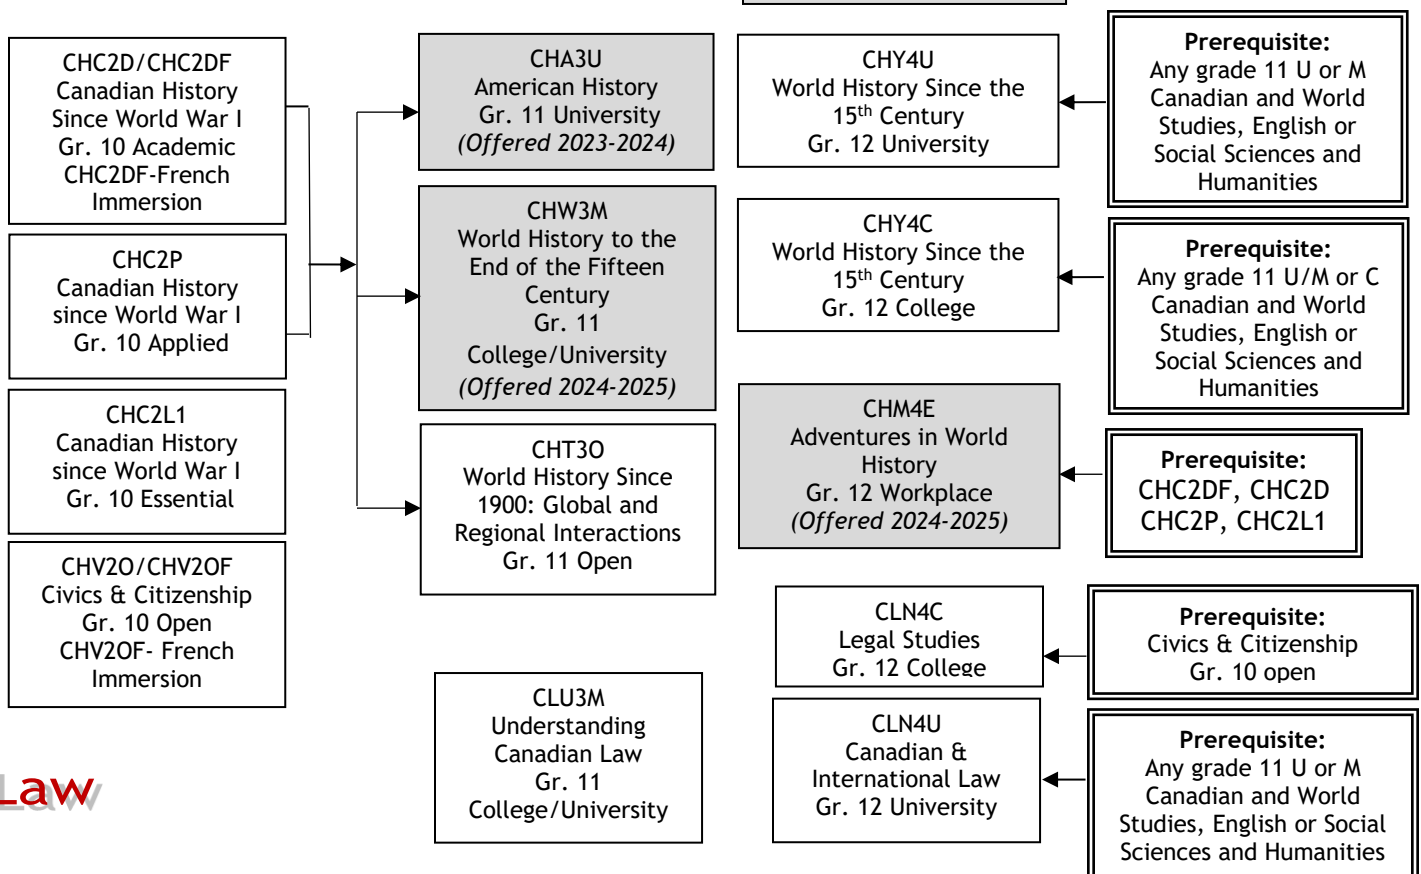 CHC2D/CHC2DF
Canadian History
Since World War I
Gr. 10 Academic
CHC2DF-French
Immersion
CHC2P
Canadian History
since World War I
Gr. 10 Applied
CHC2L1
Canadian History
since World War I
Gr. 10 Essential
CHV2O/CHV2OF
Civics & Citizenship
Gr. 10 Open
CHV2OF- French
Immersion
CHA3U
American History
Gr. 11 University
(Offered 2023-2024)
CHW3M
World History to the
End of the Fifteen
Century
Gr. 11
College/University
(Offered 2024-2025)
CHT3O
World History Since
1900: Global and
Regional Interactions
Gr. 11 Open
CLU3M
Understanding
Canadian Law
Gr. 11
College/University
CHY4U
World History Since the
15th Century
Gr. 12 University
CHY4C
World History Since the
15th Century
Gr. 12 College
CHM4E
Adventures in World
History
Gr. 12 Workplace
(Offered 2024-2025)
CLN4C
Legal Studies
Gr. 12 College
CLN4U
Canadian &
International Law
Gr. 12 University
Prerequisite:
Any grade 11 U or M
Canadian and World
Studies, English or
Social Sciences and
Humanities
Prerequisite:
Any grade 11 U/M or C
Canadian and World
Studies, English or
Social Sciences and
Humanities
Prerequisite:
CHC2DF, CHC2D
CHC2P, CHC2L1
Prerequisite:
Civics & Citizenship
Gr. 10 open
Prerequisite:
Any grade 11 U or M
Canadian and World
Studies, English or Social
Sciences and Humanities
Law